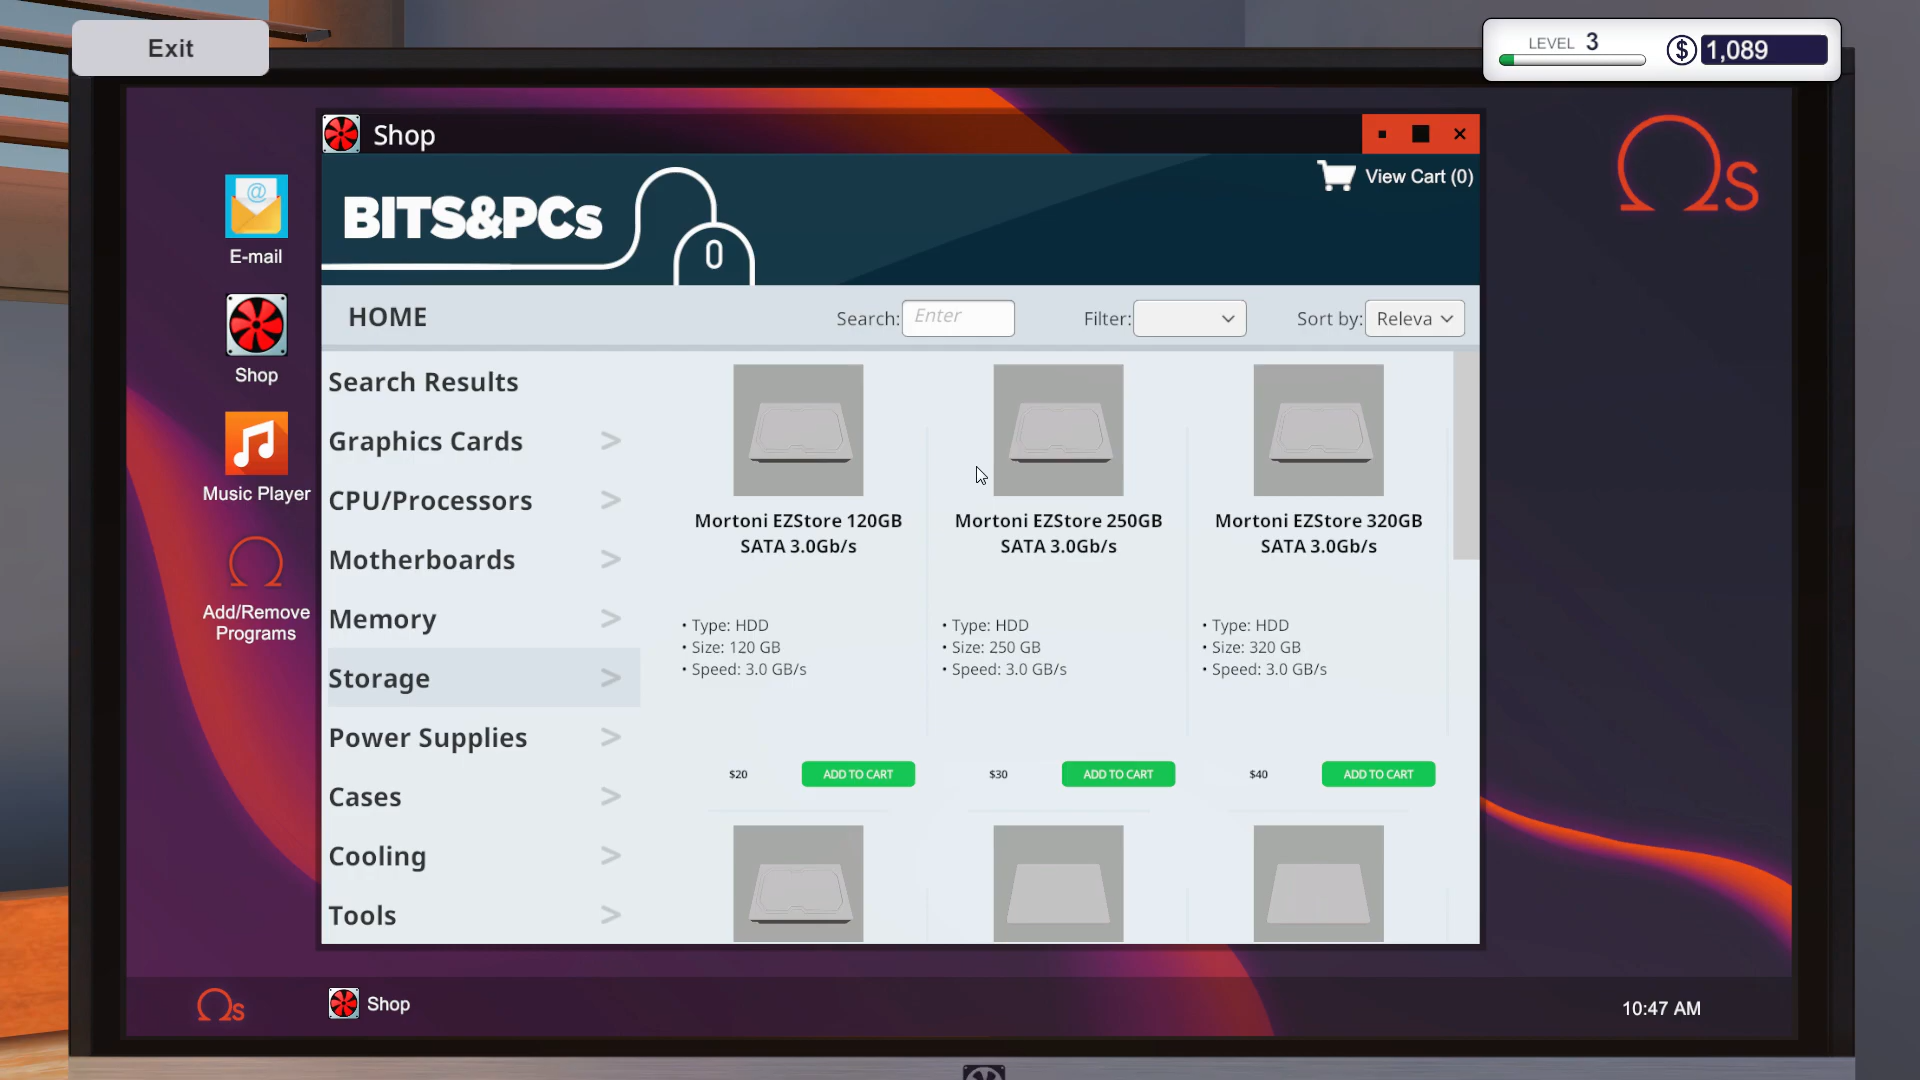 Exit
LEVEL 3
$ 1,089
Shop
View Cart (0)
BITS&PCs
Ωs
E-mail
Shop
Music Player
Add/Remove
Programs
HOME
Search:
Enter
Filter:
Sort by:
Releva
Search Results
Graphics Cards >
CPU/Processors >
Motherboards >
Memory >
Storage >
Power Supplies >
Cases >
Cooling >
Tools >
Mortoni EZStore 120GB
SATA 3.0Gb/s
• Type: HDD
• Size: 120 GB
• Speed: 3.0 GB/s
$20
ADD TO CART
Mortoni EZStore 250GB
SATA 3.0Gb/s
• Type: HDD
• Size: 250 GB
• Speed: 3.0 GB/s
$30
ADD TO CART
Mortoni EZStore 320GB
SATA 3.0Gb/s
• Type: HDD
• Size: 320 GB
• Speed: 3.0 GB/s
$40
ADD TO CART
Ωs
Shop
10:47 AM